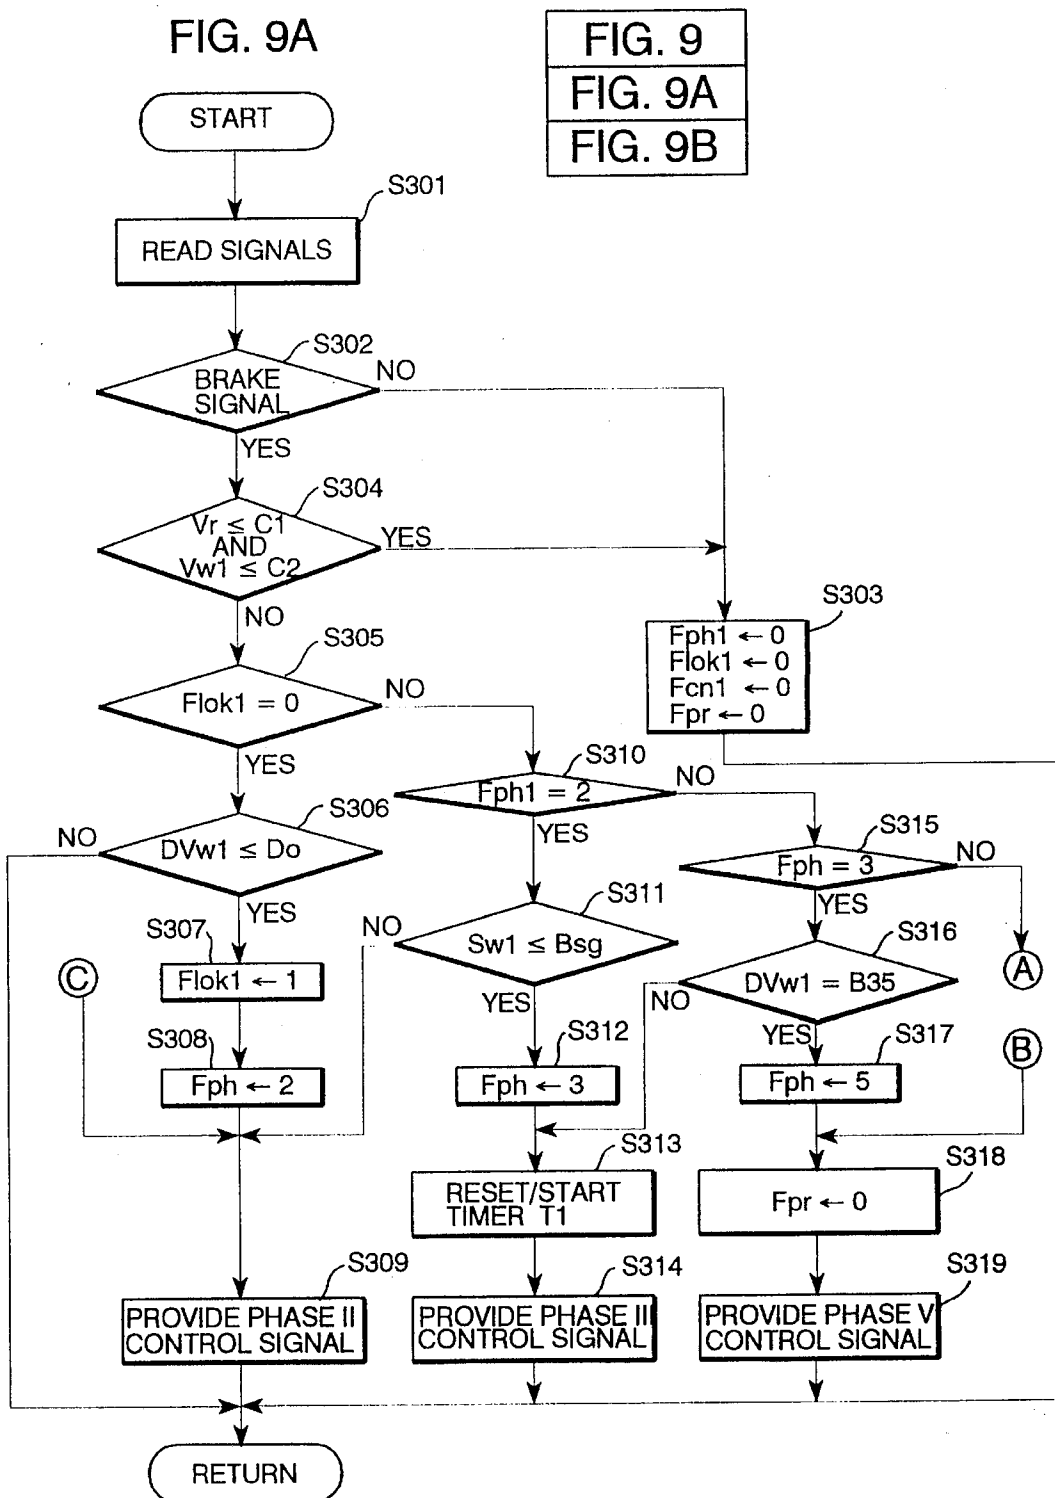 FIG. 9A
FIG. 9
FIG. 9A
FIG. 9B
START
S301
READ SIGNALS
S302
BRAKE
SIGNAL
NO
YES
S304
Vr ≤ C1
AND
Vw1 ≤ C2
YES
NO
S303
Fph1 ← 0
Flok1 ← 0
Fcn1 ← 0
Fpr ← 0
S305
Flok1 = 0
NO
YES
S310
Fph1 = 2
NO
YES
S306
DVw1 ≤ Do
NO
YES
S315
Fph = 3
NO
YES
S311
Sw1 ≤ Bsg
NO
YES
S316
DVw1 = B35
NO
YES
A
S307
Flok1 ← 1
C
S308
Fph ← 2
S312
Fph ← 3
S317
Fph ← 5
B
S313
RESET/START
TIMER T1
S318
Fpr ← 0
S309
PROVIDE PHASE II
CONTROL SIGNAL
S314
PROVIDE PHASE III
CONTROL SIGNAL
S319
PROVIDE PHASE V
CONTROL SIGNAL
RETURN